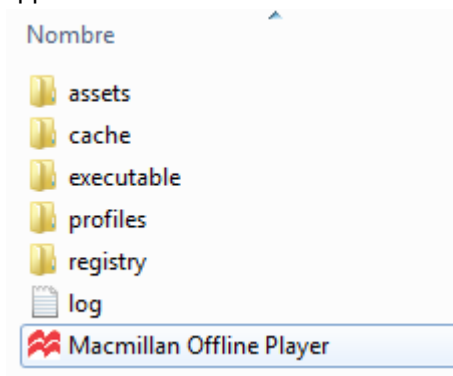 Nombre
assets
cache
executable
profiles
registry
log
Macmillan Offline Player